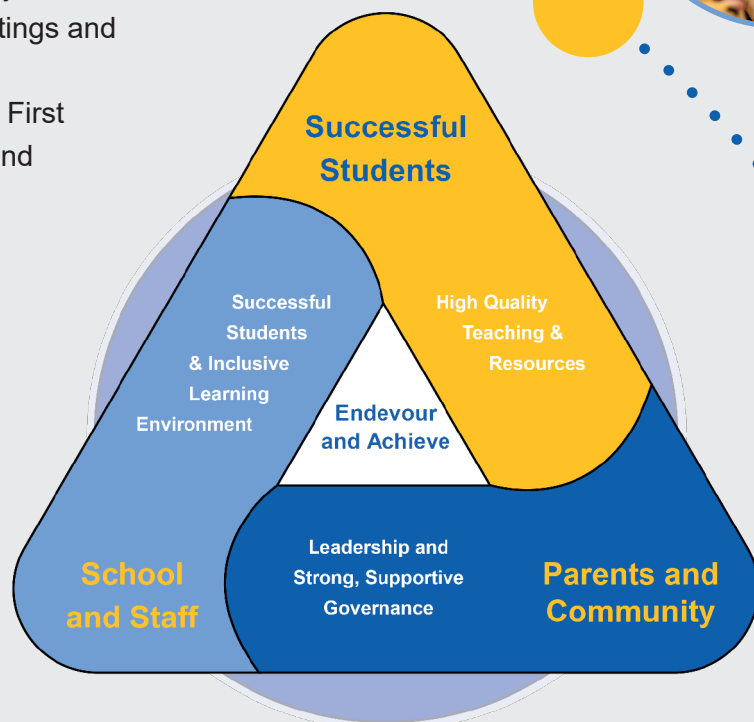 tings and
First
nd
Successful
Students
Successful
Students
& Inclusive
Learning
Environment
High Quality
Teaching &
Resources
Endevour
and Achieve
Leadership and
Strong, Supportive
Governance
School
and Staff
Parents and
Community